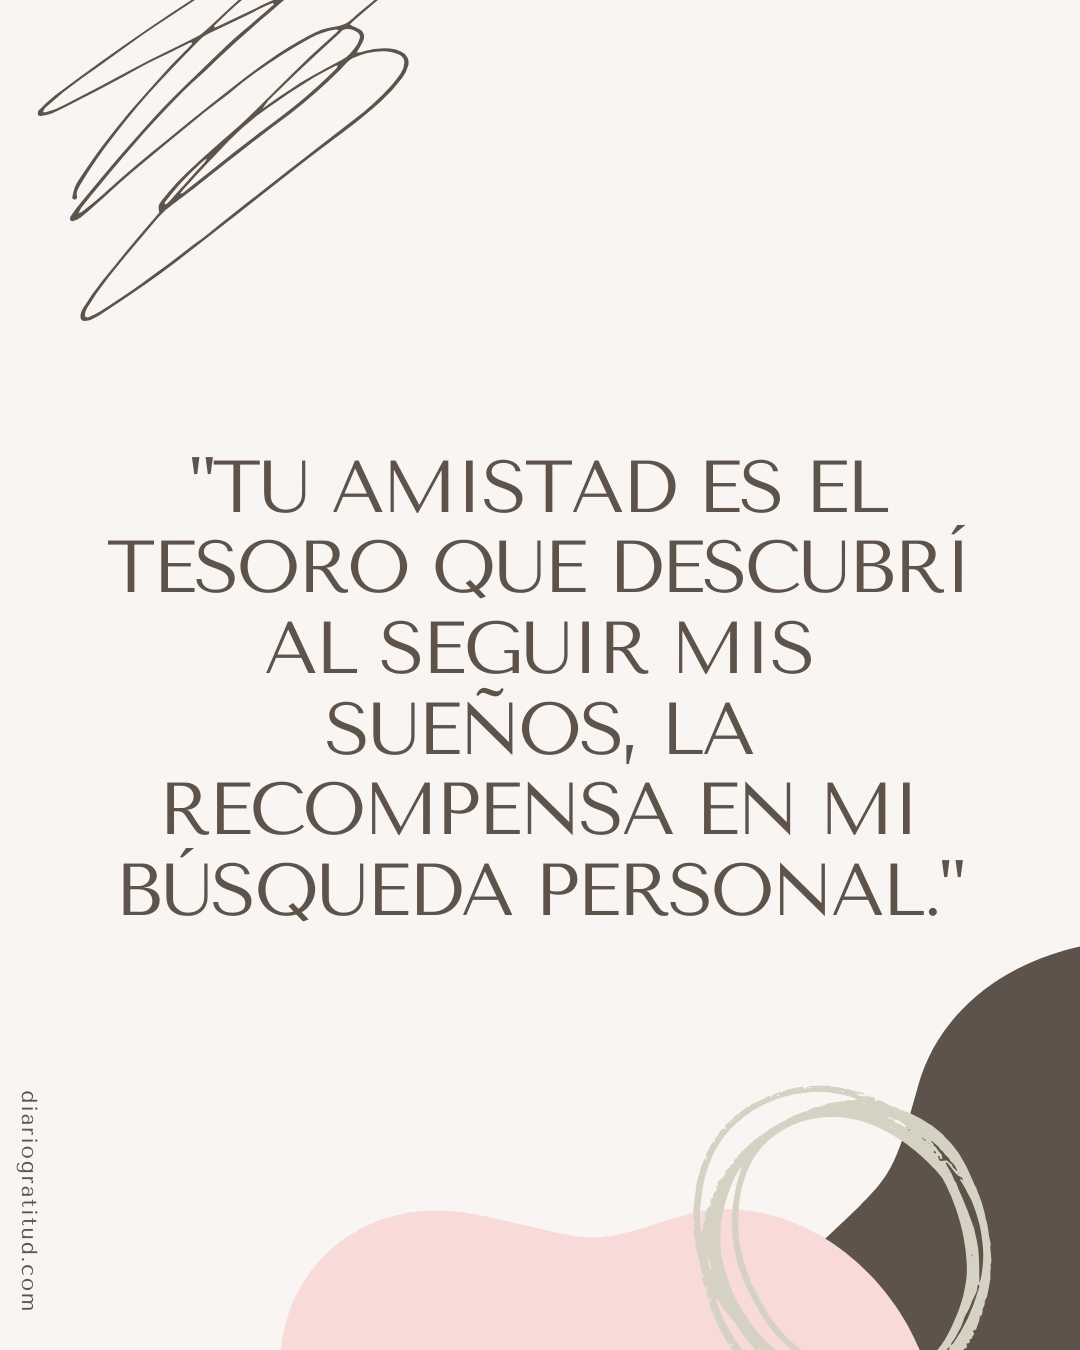 "TU AMISTAD ES EL
TESORO QUE DESCUBRÍ
AL SEGUIR MIS
SUEÑOS, LA
RECOMPENSA EN MI
BÚSQUEDA PERSONAL."
diariogratitud.com